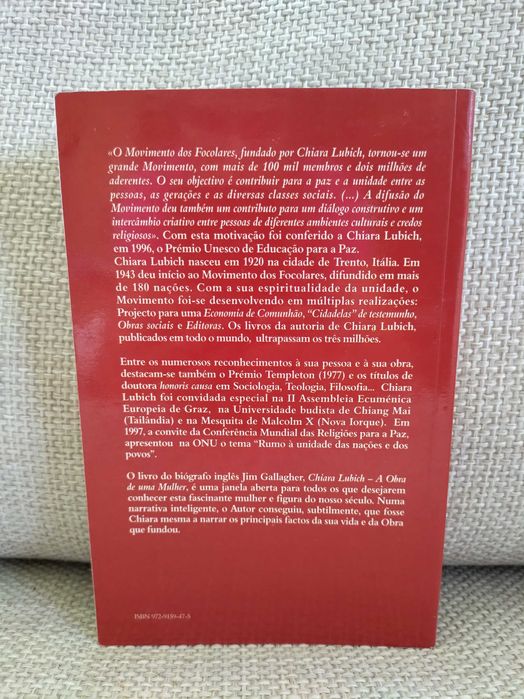 «O Movimento dos Focolares, fundado por Chiara Lubich, tornou-se um
grande Movimento, com mais de 100 mil membros e dois milhões de
aderentes. O seu objectivo é contribuir para a paz e a unidade entre as
pessoas, as gerações e as diversas classes sociais. (...) A difusão do
Movimento deu também um contributo para um diálogo construtivo e um
intercâmbio criativo entre pessoas de diferentes ambientes culturais e credos
religiosos». Com esta motivação foi conferido a Chiara Lubich,
em 1996, o Prémio Unesco de Educação para a Paz.
Chiara Lubich nasceu em 1920 na cidade de Trento, Itália. Em
1943 deu início ao Movimento dos Focolares, difundido em mais
de 180 nações. Com a sua espiritualidade da unidade, o
Movimento foi-se desenvolvendo em múltiplas realizações:
Projecto para uma Economia de Comunhão, "Cidadelas" de testemunho,
Obras sociais e Editoras. Os livros da autoria de Chiara Lubich,
publicados em todo o mundo, ultrapassam os três milhões.
Entre os numerosos reconhecimentos à sua pessoa e à sua obra,
destacam-se também o Prémio Templeton (1977) e os títulos de
doutora honoris causa em Sociologia, Teologia, Filosofia... Chiara
Lubich foi convidada especial na II Assembleia Ecuménica
Europeia de Graz, na Universidade budista de Chiang Mai
(Tailândia) e na Mesquita de Malcolm X (Nova Iorque). Em
1997, a convite da Conferência Mundial das Religiões para a Paz,
apresentou na ONU o tema "Rumo à unidade das nações e dos
povos".
O livro do biógrafo inglês Jim Gallagher, Chiara Lubich – A Obra
de uma Mulher, é uma janela aberta para todos os que desejarem
conhecer esta fascinante mulher e figura do nosso século. Numa
narrativa inteligente, o Autor conseguiu, subtilmente, que fosse
Chiara mesma a narrar os principais factos da sua vida e da Obra
que fundou.
ISBN 972-9159-47-5